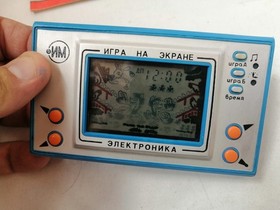 ИМ
ИГРА НА ЭКРАНЕ
игра А
игра Б
время
12:00
ЭЛЕКТРОНИКА